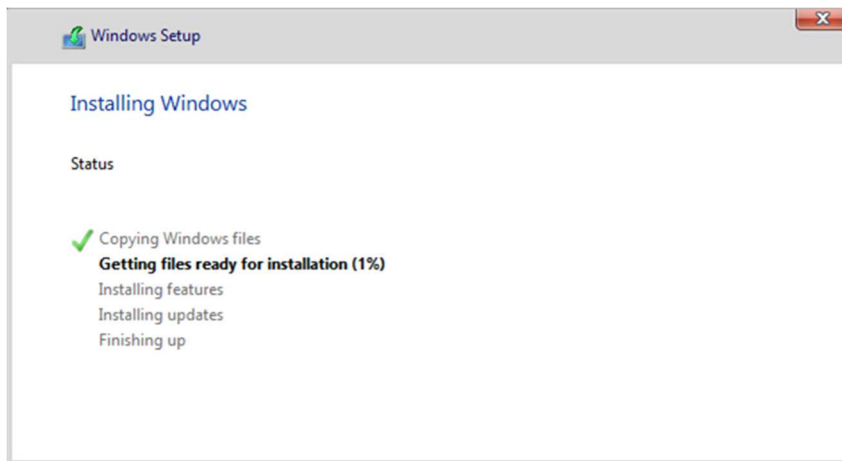 Windows Setup
Installing Windows
Status
Copying Windows files
Getting files ready for installation (1%)
Installing features
Installing updates
Finishing up